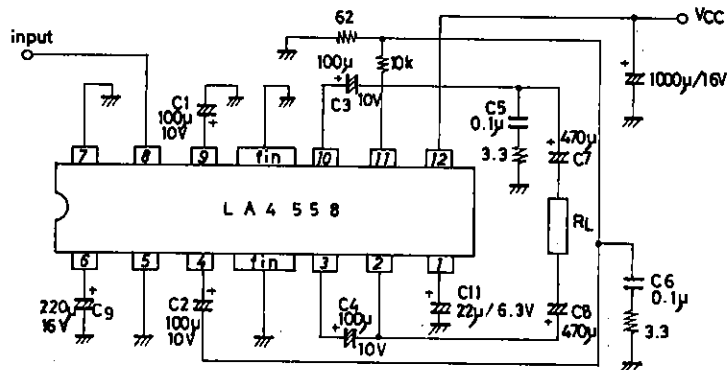 62
VCC
input
100μ
10k
1000μ/16V
C1
100μ
10V
C3
10V
C5
0.1μ
3.3
470μ
C7
7
8
9
fin
10
11
12
LA4558
RL
6
5
4
fin
3
2
1
220μ
16V
C9
C2
100μ
10V
C4
100μ
10V
C11
22μ/6.3V
C8
470μ
C6
0.1μ
3.3